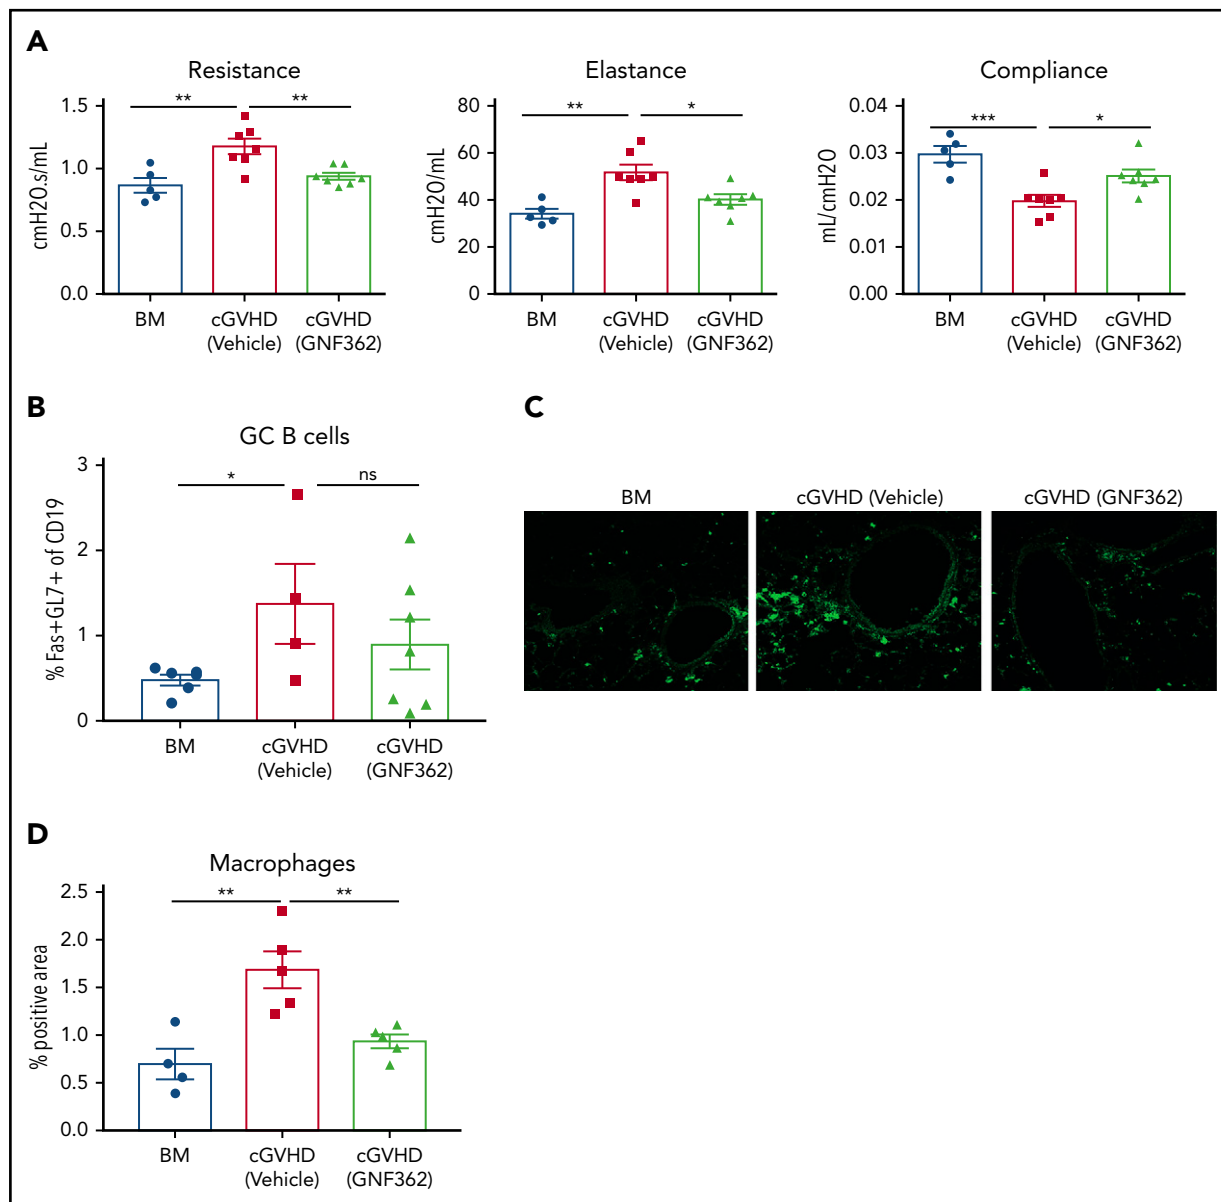 A
Resistance
Elastance
Compliance
cmH2O.s/mL
1.5
1.0
0.5
0.0
**
**
BM
cGVHD
(Vehicle)
cGVHD
(GNF362)
cmH2O/mL
80
60
40
20
0
**
*
BM
cGVHD
(Vehicle)
cGVHD
(GNF362)
mL/cmH2O
0.04
0.03
0.02
0.01
0.00
***
*
BM
cGVHD
(Vehicle)
cGVHD
(GNF362)
B
GC B cells
% Fas+GL7+ of CD19
3
2
1
0
*
ns
BM
cGVHD
(Vehicle)
cGVHD
(GNF362)
C
BM
cGVHD (Vehicle)
cGVHD (GNF362)
D
Macrophages
% positive area
2.5
2.0
1.5
1.0
0.5
0.0
**
**
BM
cGVHD
(Vehicle)
cGVHD
(GNF362)